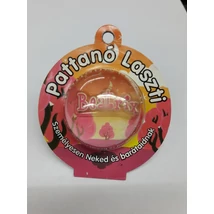 Pattanó Laszti
Személyesen Neked és barátaidnak